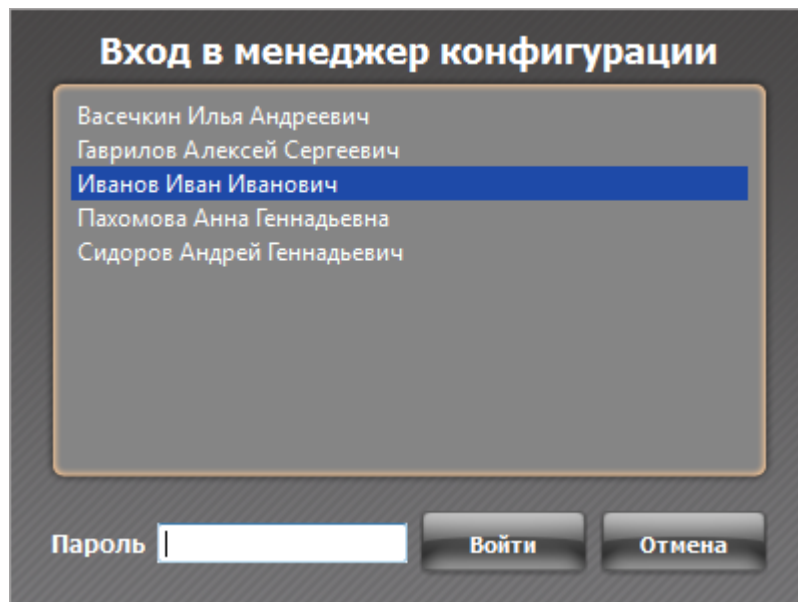 Вход в менеджер конфигурации
Васечкин Илья Андреевич
Гаврилов Алексей Сергеевич
Иванов Иван Иванович
Пахомова Анна Геннадьевна
Сидоров Андрей Геннадьевич
Пароль Войти Отмена